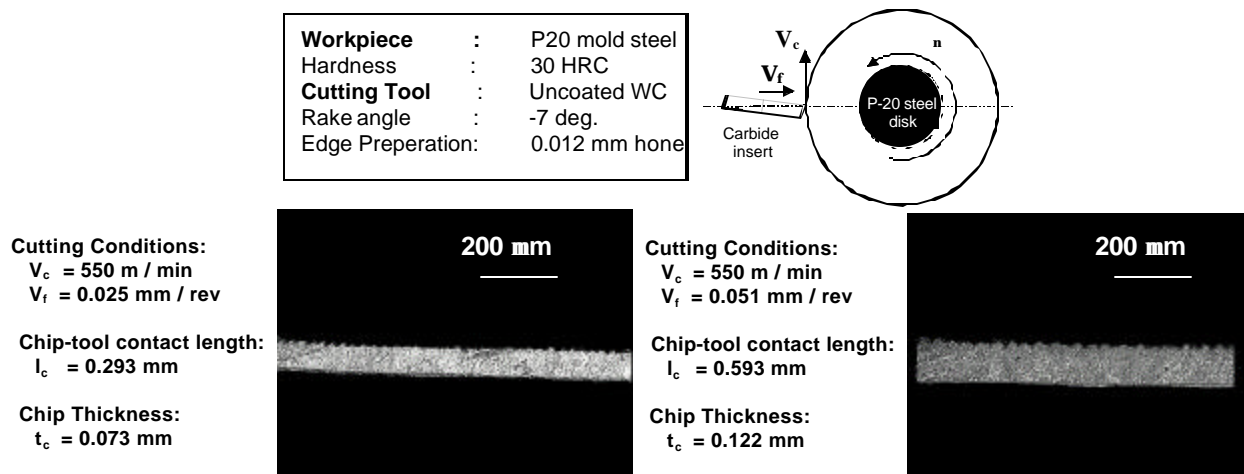 Workpiece : P20 mold steel
Hardness : 30 HRC
Cutting Tool : Uncoated WC
Rake angle : -7 deg.
Edge Preperation: 0.012 mm hone
Vc
n
Vf
P-20 steel
disk
Carbide
insert
Cutting Conditions:
Vc = 550 m / min
Vf = 0.025 mm / rev
Chip-tool contact length:
lc = 0.293 mm
Chip Thickness:
tc = 0.073 mm
200 mm
Cutting Conditions:
Vc = 550 m / min
Vf = 0.051 mm / rev
Chip-tool contact length:
lc = 0.593 mm
Chip Thickness:
tc = 0.122 mm
200 mm